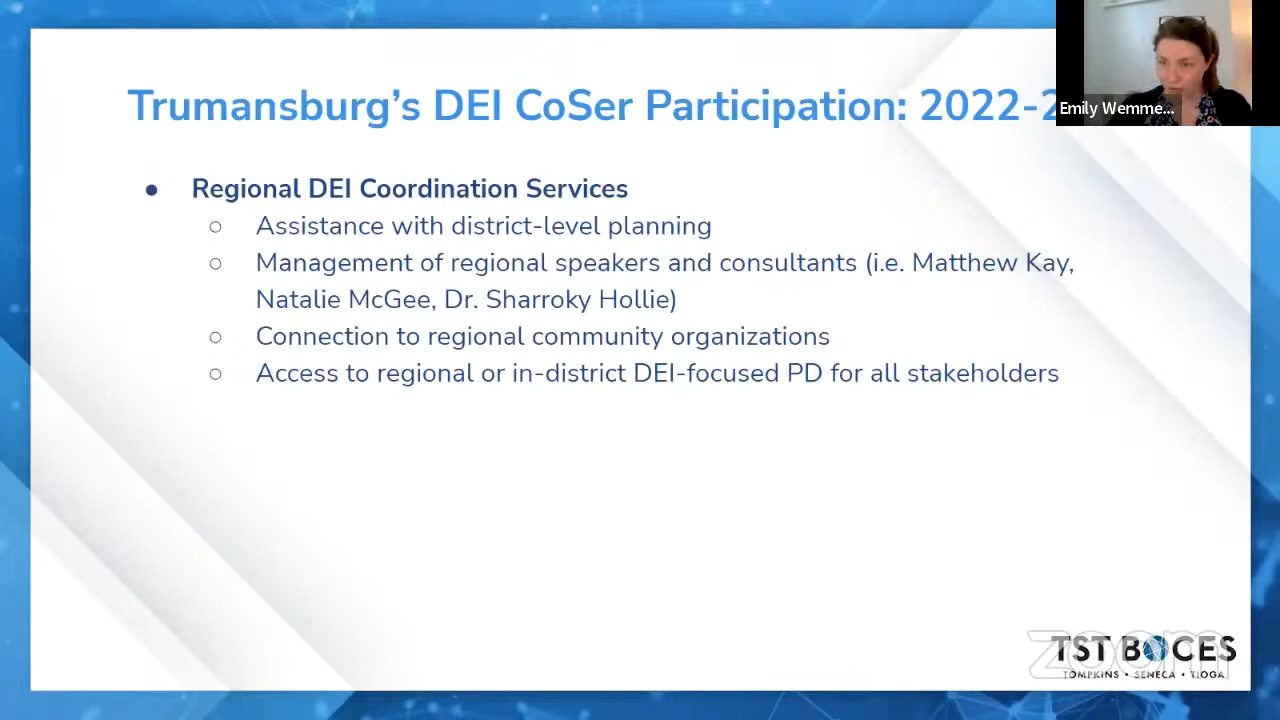 Trumansburg’s DEI CoSer Participation: 2022-2
Emily Wemme...
● Regional DEI Coordination Services
○ Assistance with district-level planning
○ Management of regional speakers and consultants (i.e. Matthew Kay,
Natalie McGee, Dr. Sharroky Hollie)
○ Connection to regional community organizations
○ Access to regional or in-district DEI-focused PD for all stakeholders
zoom
TST BOCES
TOMPKINS • SENECA • TIOGA